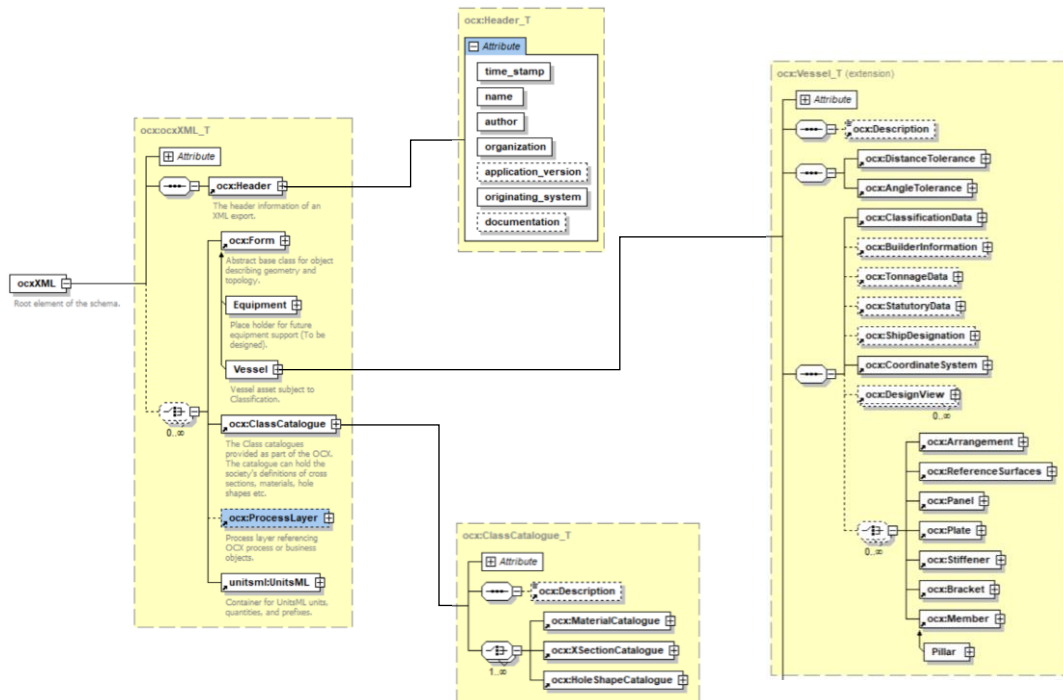 ocxXML
Root element of the schema.
ocx:ocxXML_T
Attribute
ocx:Header
The header information of an
XML export.
ocx:Form
Abstract base class for object
describing geometry and
topology.
Equipment
Place holder for future
equipment support (To be
designed).
Vessel
Vessel asset subject to
Classification.
0..∞
ocx:ClassCatalogue
The Class catalogues
provided as part of the OCX.
The catalogue can hold the
society's definitions of cross
sections, materials, hole
shapes etc.
ocx:ProcessLayer
Process layer referencing
OCX process or business
objects.
unitsml:UnitsML
Container for UnitsML units,
quantities, and prefixes.
ocx:Header_T
Attribute
time_stamp
name
author
organization
application_version
originating_system
documentation
ocx:ClassCatalogue_T
Attribute
ocx:Description
1..∞
ocx:MaterialCatalogue
ocx:XSectionCatalogue
ocx:HoleShapeCatalogue
ocx:Vessel_T (extension)
Attribute
ocx:Description
ocx:DistanceTolerance
ocx:AngleTolerance
ocx:ClassificationData
ocx:BuilderInformation
ocx:TonnageData
ocx:StatutoryData
ocx:ShipDesignation
ocx:CoordinateSystem
ocx:DesignView
0..∞
0..∞
ocx:Arrangement
ocx:ReferenceSurfaces
ocx:Panel
ocx:Plate
ocx:Stiffener
ocx:Bracket
ocx:Member
Pillar